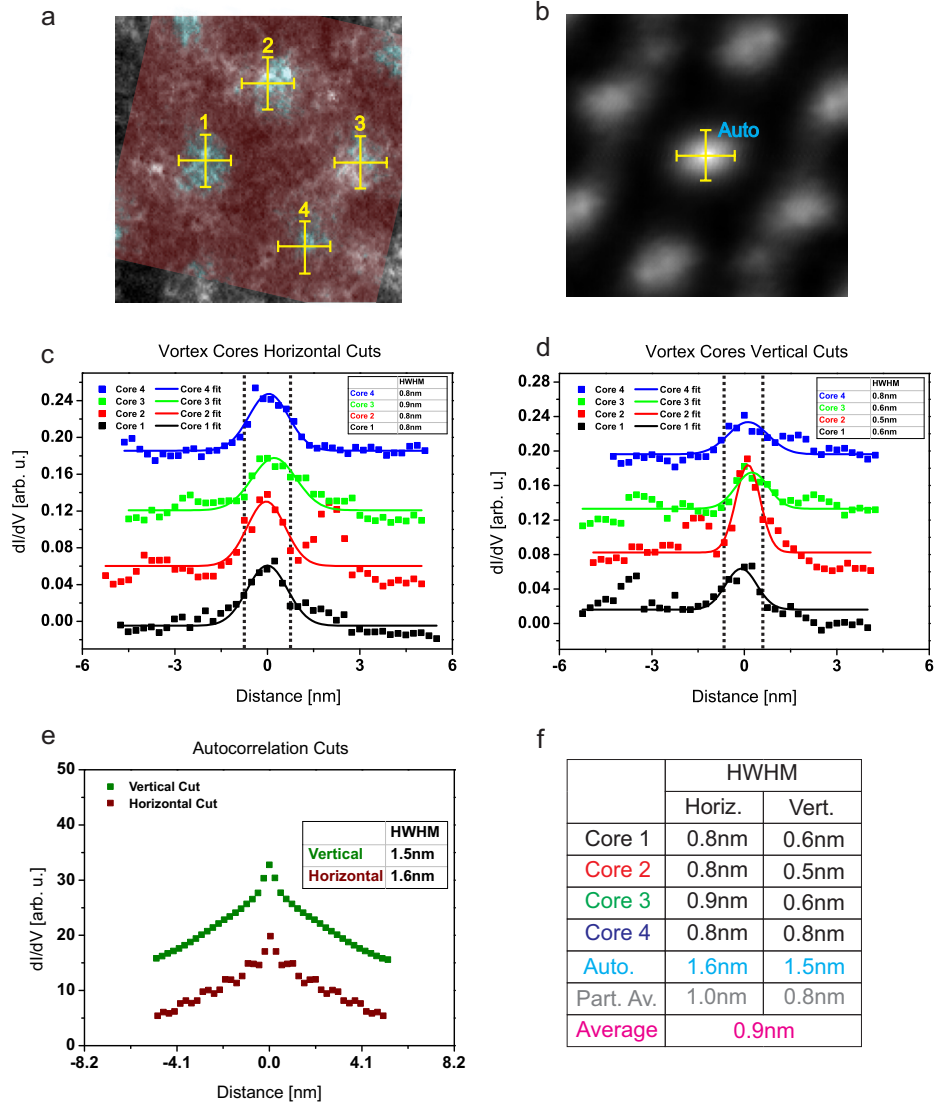 a
b
2
1
3
4
Auto
c
Vortex Cores Horizontal Cuts
Core 4 Core 4 fit
Core 3 Core 3 fit
Core 2 Core 2 fit
Core 1 Core 1 fit
HWHM
Core 4 0.8nm
Core 3 0.9nm
Core 2 0.8nm
Core 1 0.8nm
0.24
0.20
0.16
0.12
0.08
0.04
0.00
dI/dV [arb. u.]
-6 -3 0 3 6
Distance [nm]
d
Vortex Cores Vertical Cuts
Core 4 Core 4 fit
Core 3 Core 3 fit
Core 2 Core 2 fit
Core 1 Core 1 fit
HWHM
Core 4 0.8nm
Core 3 0.6nm
Core 2 0.5nm
Core 1 0.6nm
0.28
0.24
0.20
0.16
0.12
0.08
0.04
0.00
dI/dV [arb. u.]
-6 -3 0 3 6
Distance [nm]
e
Autocorrelation Cuts
Vertical Cut
Horizontal Cut
HWHM
Vertical 1.5nm
Horizontal 1.6nm
50
40
30
20
10
0
dI/dV [arb. u.]
-8.2 -4.1 0.0 4.1 8.2
Distance [nm]
f
HWHM
Horiz. Vert.
Core 1 0.8nm 0.6nm
Core 2 0.8nm 0.5nm
Core 3 0.9nm 0.6nm
Core 4 0.8nm 0.8nm
Auto. 1.6nm 1.5nm
Part. Av. 1.0nm 0.8nm
Average 0.9nm